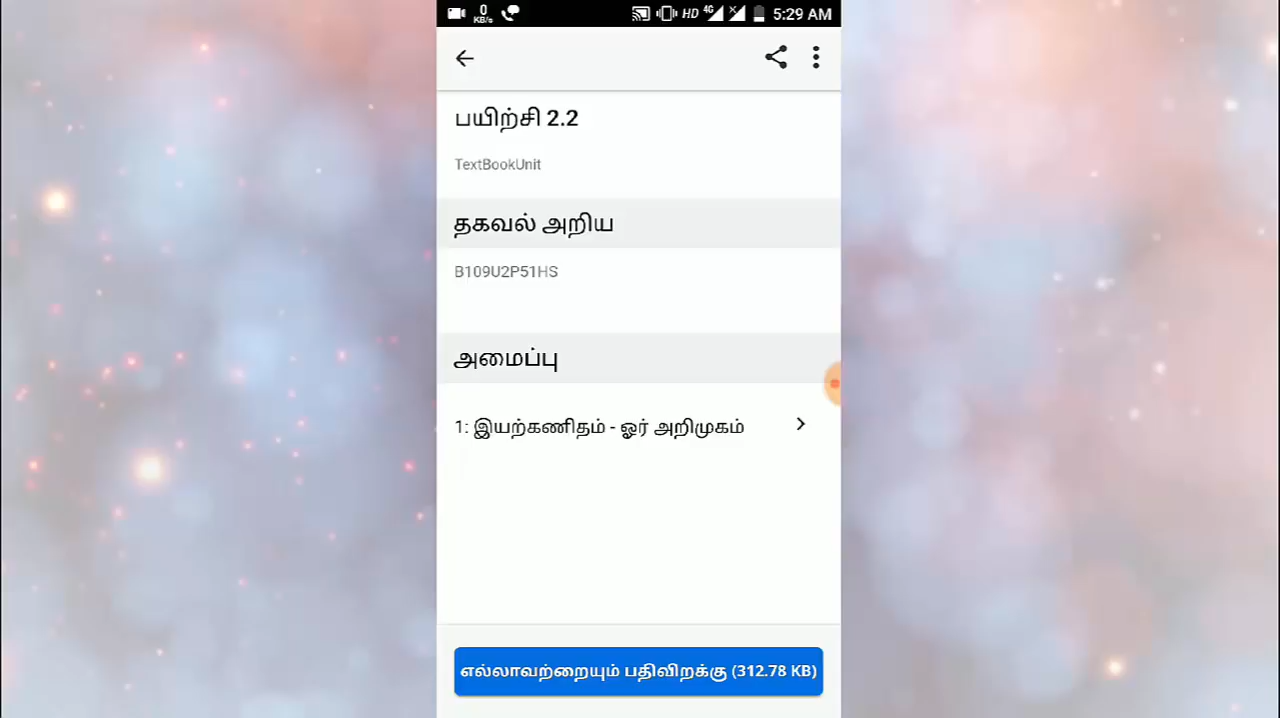 0
KB/s
HD 4G 5:29 AM
பயிற்சி 2.2
TextBookUnit
தகவல் அறிய
B109U2P51HS
அமைப்பு
1: இயற்கணிதம் - ஓர் அறிமுகம்
எல்லாவற்றையும் பதிவிறக்கு (312.78 KB)